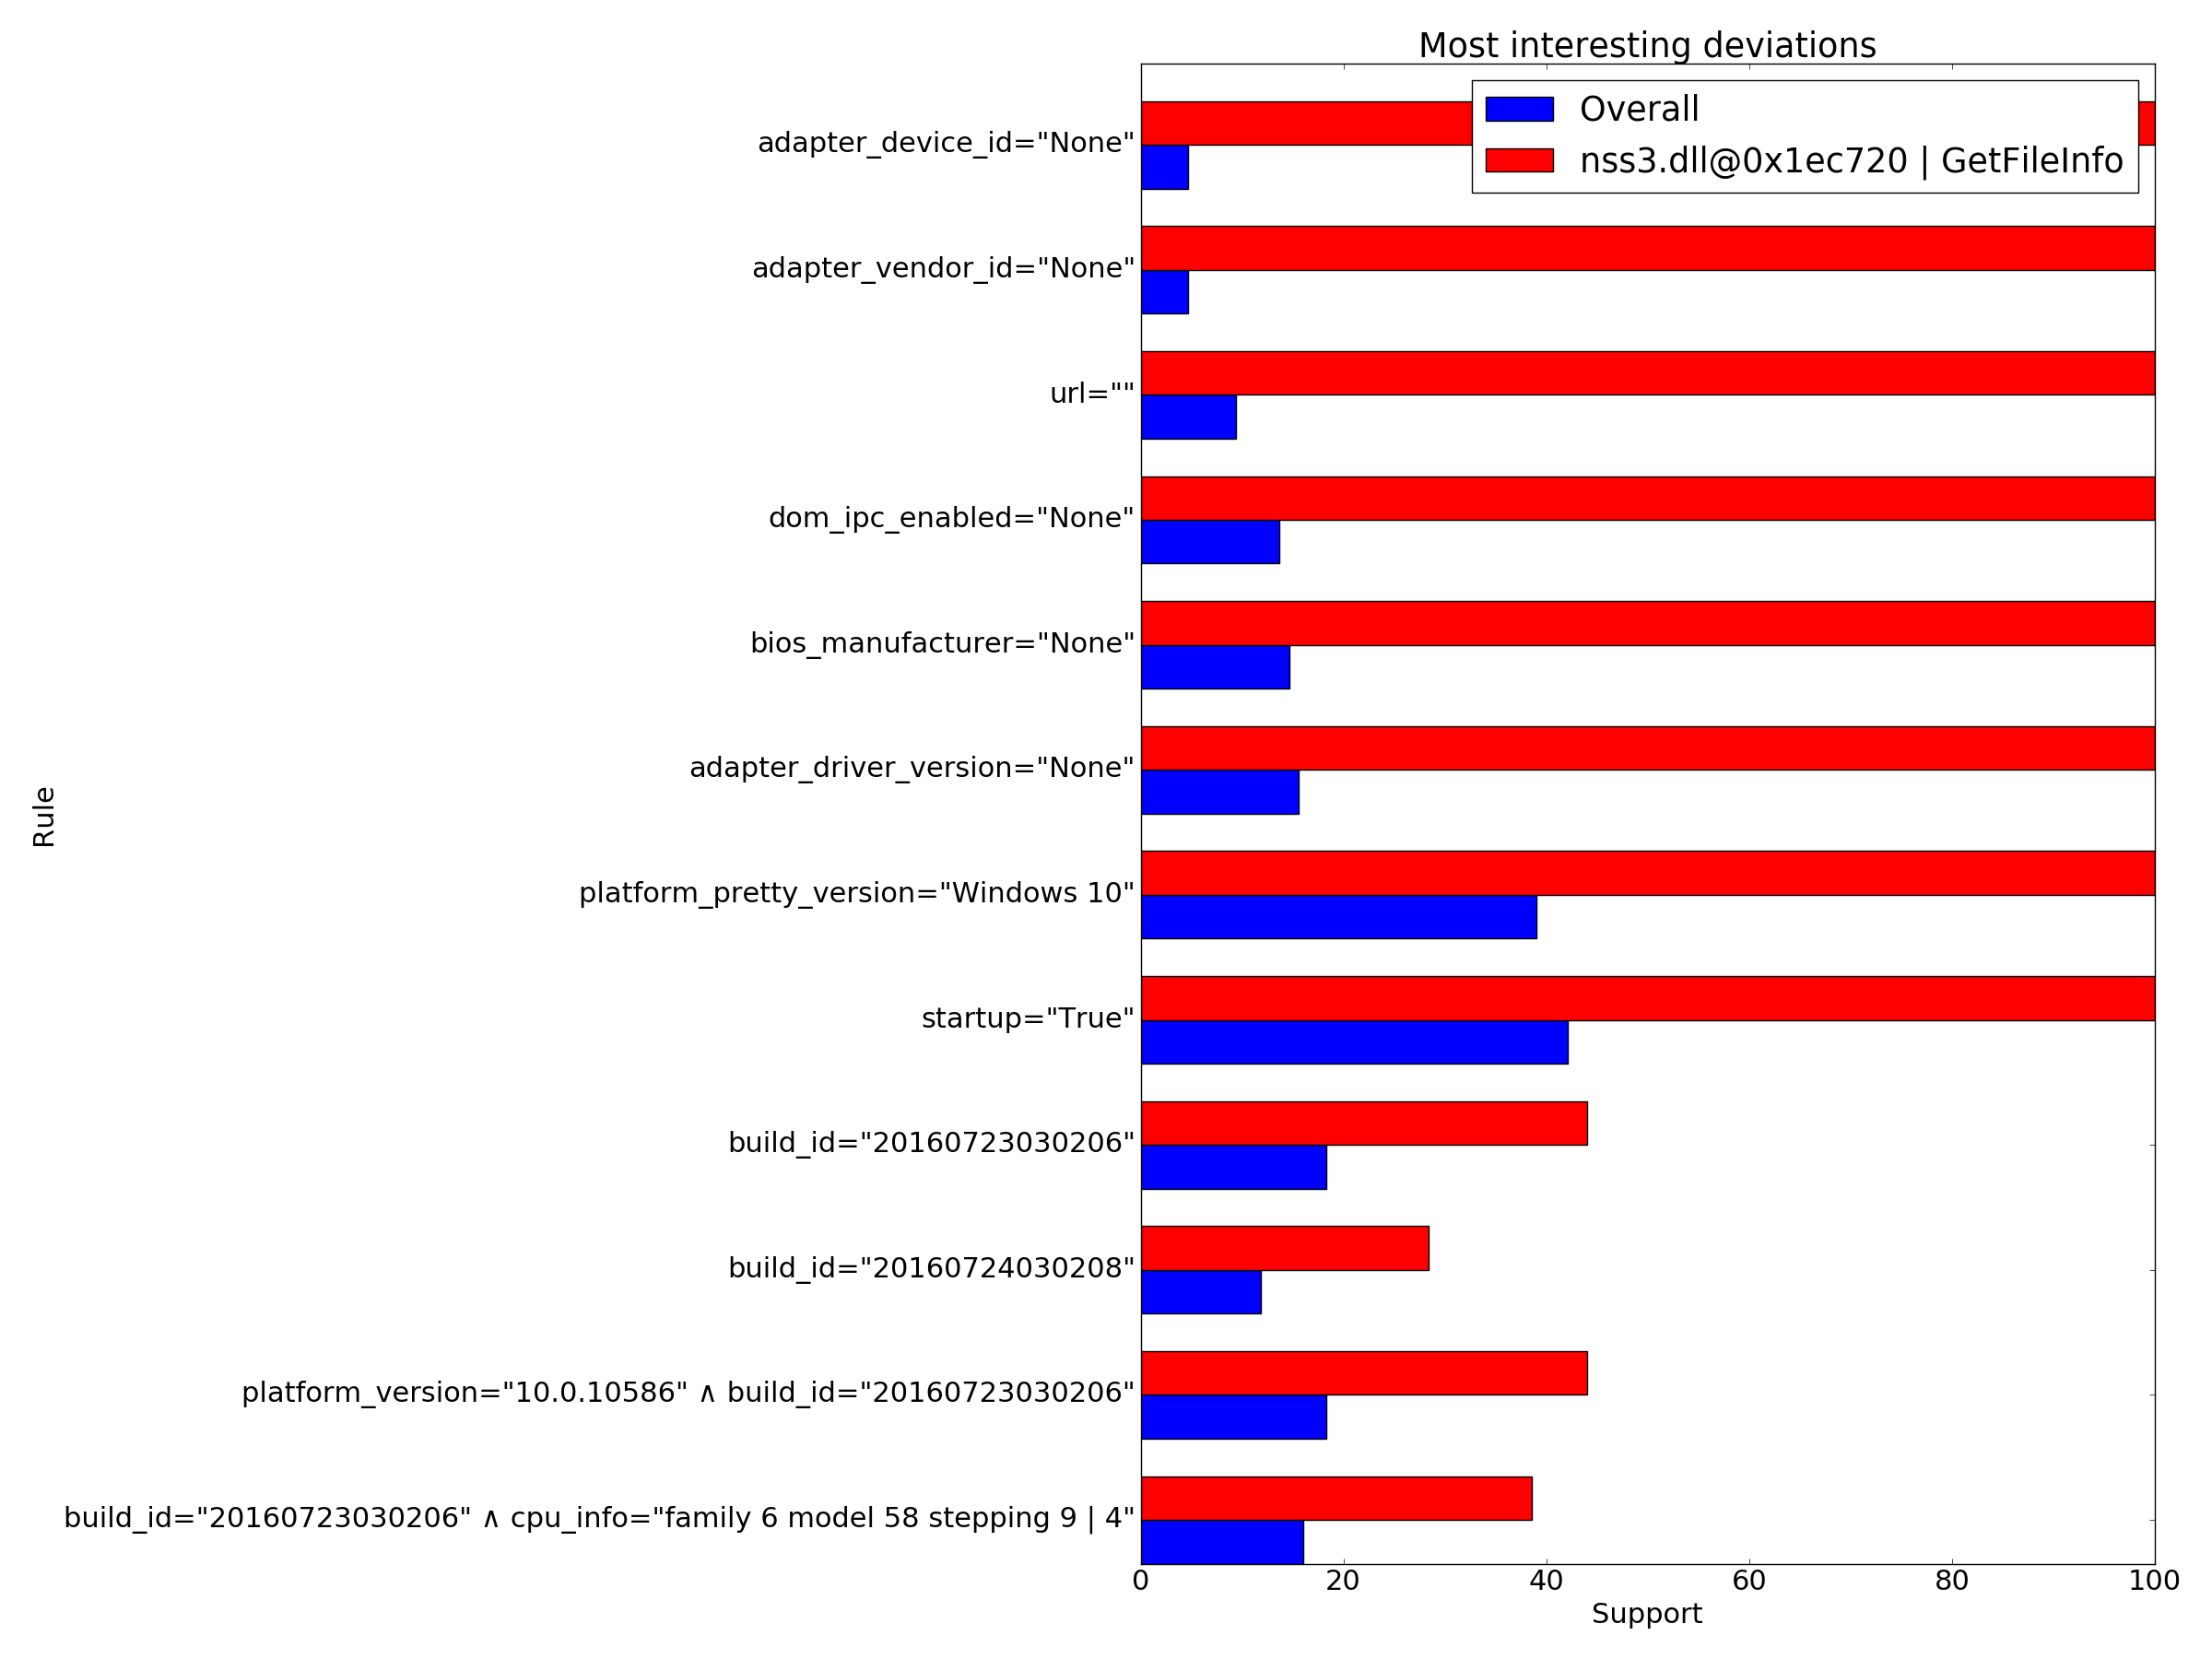 Most interesting deviations
Overall
nss3.dll@0x1ec720 | GetFileInfo
adapter_device_id="None"
adapter_vendor_id="None"
url=""
dom_ipc_enabled="None"
bios_manufacturer="None"
adapter_driver_version="None"
platform_pretty_version="Windows 10"
startup="True"
build_id="20160723030206"
build_id="20160724030208"
platform_version="10.0.10586" ∧ build_id="20160723030206"
build_id="20160723030206" ∧ cpu_info="family 6 model 58 stepping 9 | 4"
Rule
0 20 40 60 80 100
Support